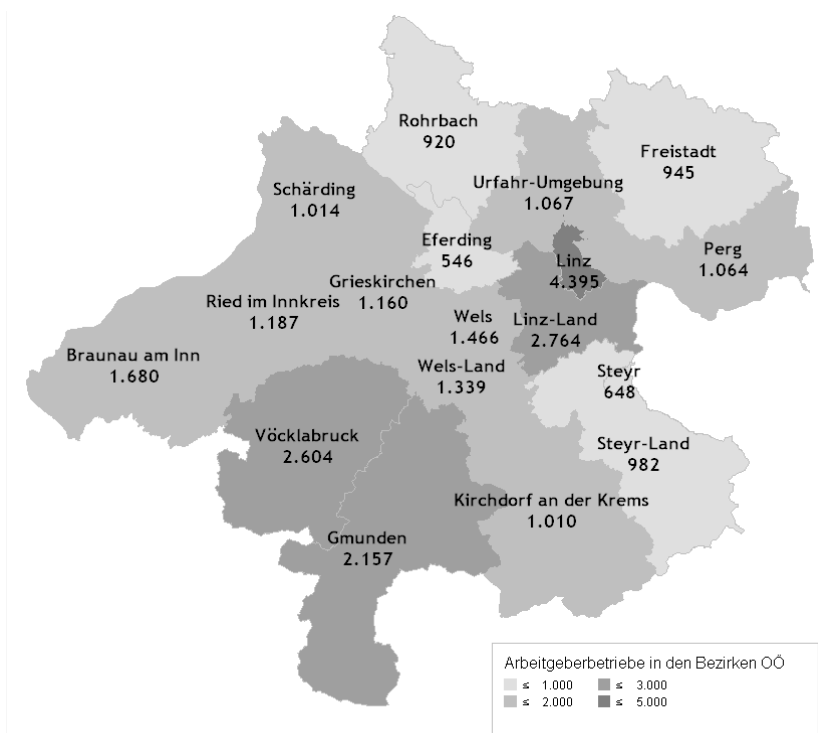 Rohrbach
920
Freistadt
945
Schärding
1.014
Urfahr-Umgebung
1.067
Eferding
546
Perg
1.064
Linz
4.395
Grieskirchen
1.160
Ried im Innkreis
1.187
Wels
1.466
Linz-Land
2.764
Braunau am Inn
1.680
Wels-Land
1.339
Steyr
648
Vöcklabruck
2.604
Steyr-Land
982
Kirchdorf an der Krems
1.010
Gmunden
2.157
Arbeitgeberbetriebe in den Bezirken OÖ
≤ 1.000
≤ 3.000
≤ 2.000
≤ 5.000